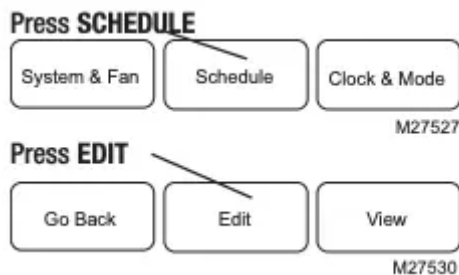 Press SCHEDULE
System & Fan Schedule Clock & Mode
M27527
Press EDIT
Go Back Edit View
M27530